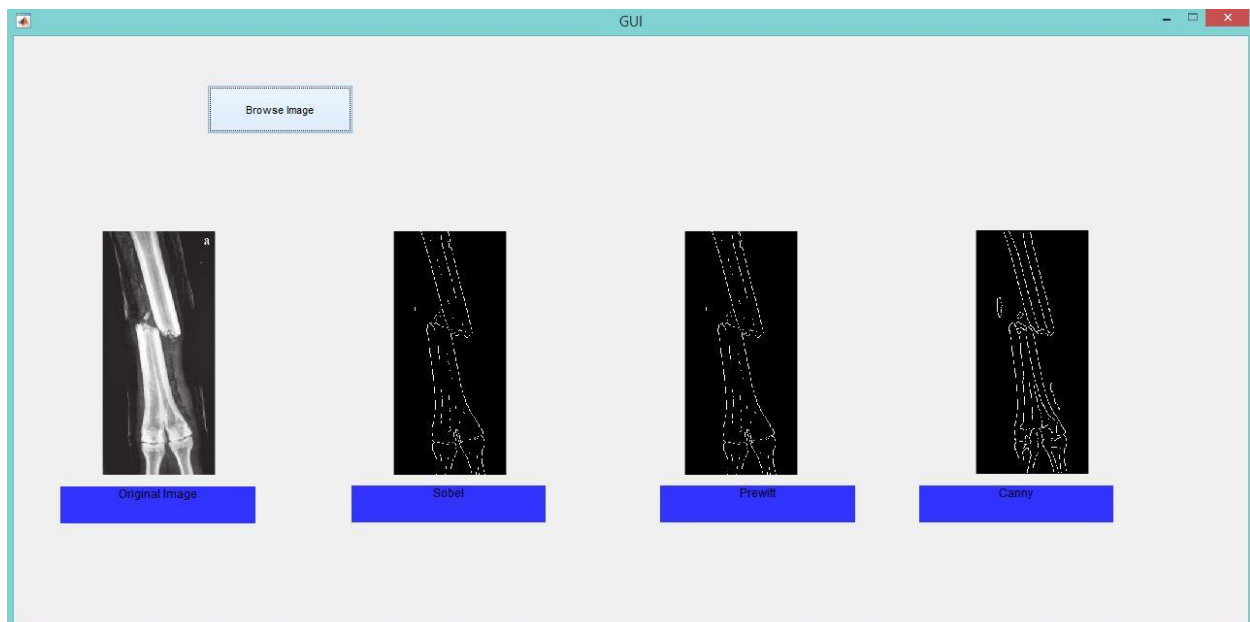 GUI
Browse Image
a
Original Image
Sobel
Prewitt
Canny